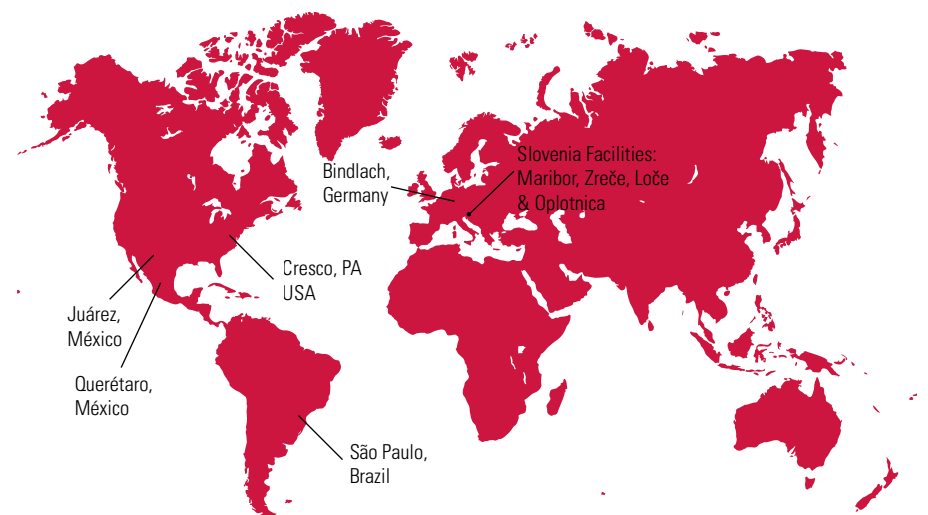 Bindlach,
Germany
Slovenia Facilities:
Maribor, Zreče, Loče
& Oplotnica
Cresco, PA
USA
Juárez,
México
Querétaro,
México
São Paulo,
Brazil